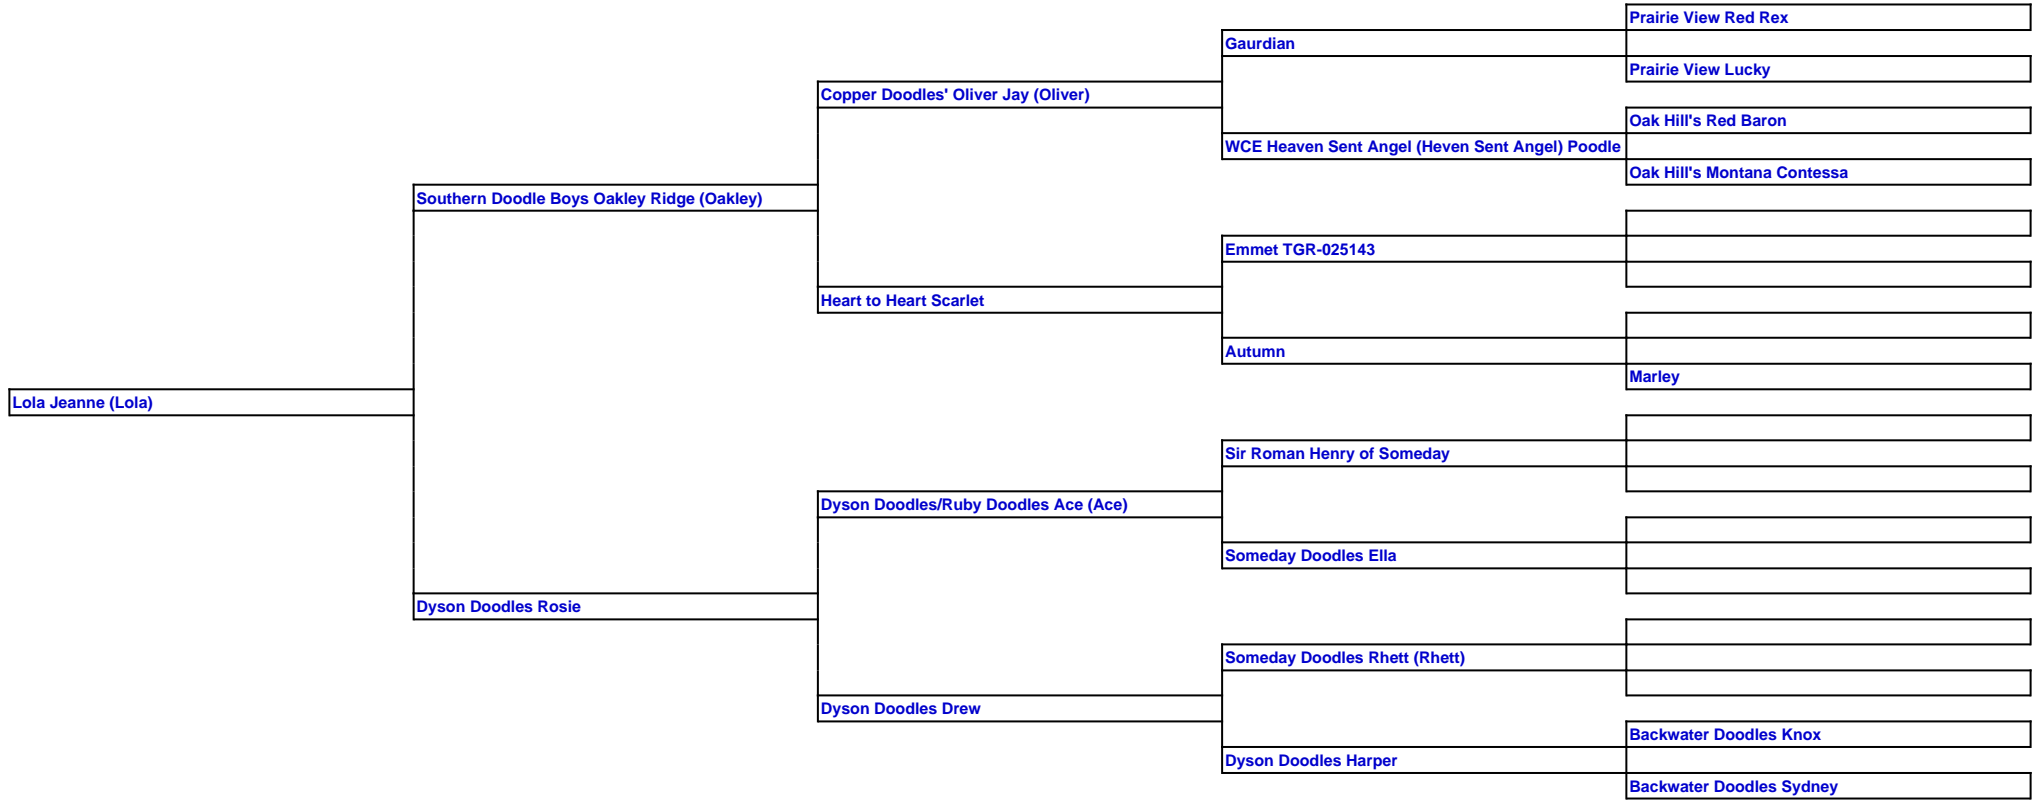 Prairie View Red Rex
Gaurdian
Prairie View Lucky
Copper Doodles' Oliver Jay (Oliver)
Oak Hill's Red Baron
WCE Heaven Sent Angel (Heven Sent Angel) Poodle
Oak Hill's Montana Contessa
Southern Doodle Boys Oakley Ridge (Oakley)
Emmet TGR-025143
Heart to Heart Scarlet
Autumn
Marley
Lola Jeanne (Lola)
Sir Roman Henry of Someday
Dyson Doodles/Ruby Doodles Ace (Ace)
Someday Doodles Ella
Dyson Doodles Rosie
Someday Doodles Rhett (Rhett)
Dyson Doodles Drew
Backwater Doodles Knox
Dyson Doodles Harper
Backwater Doodles Sydney